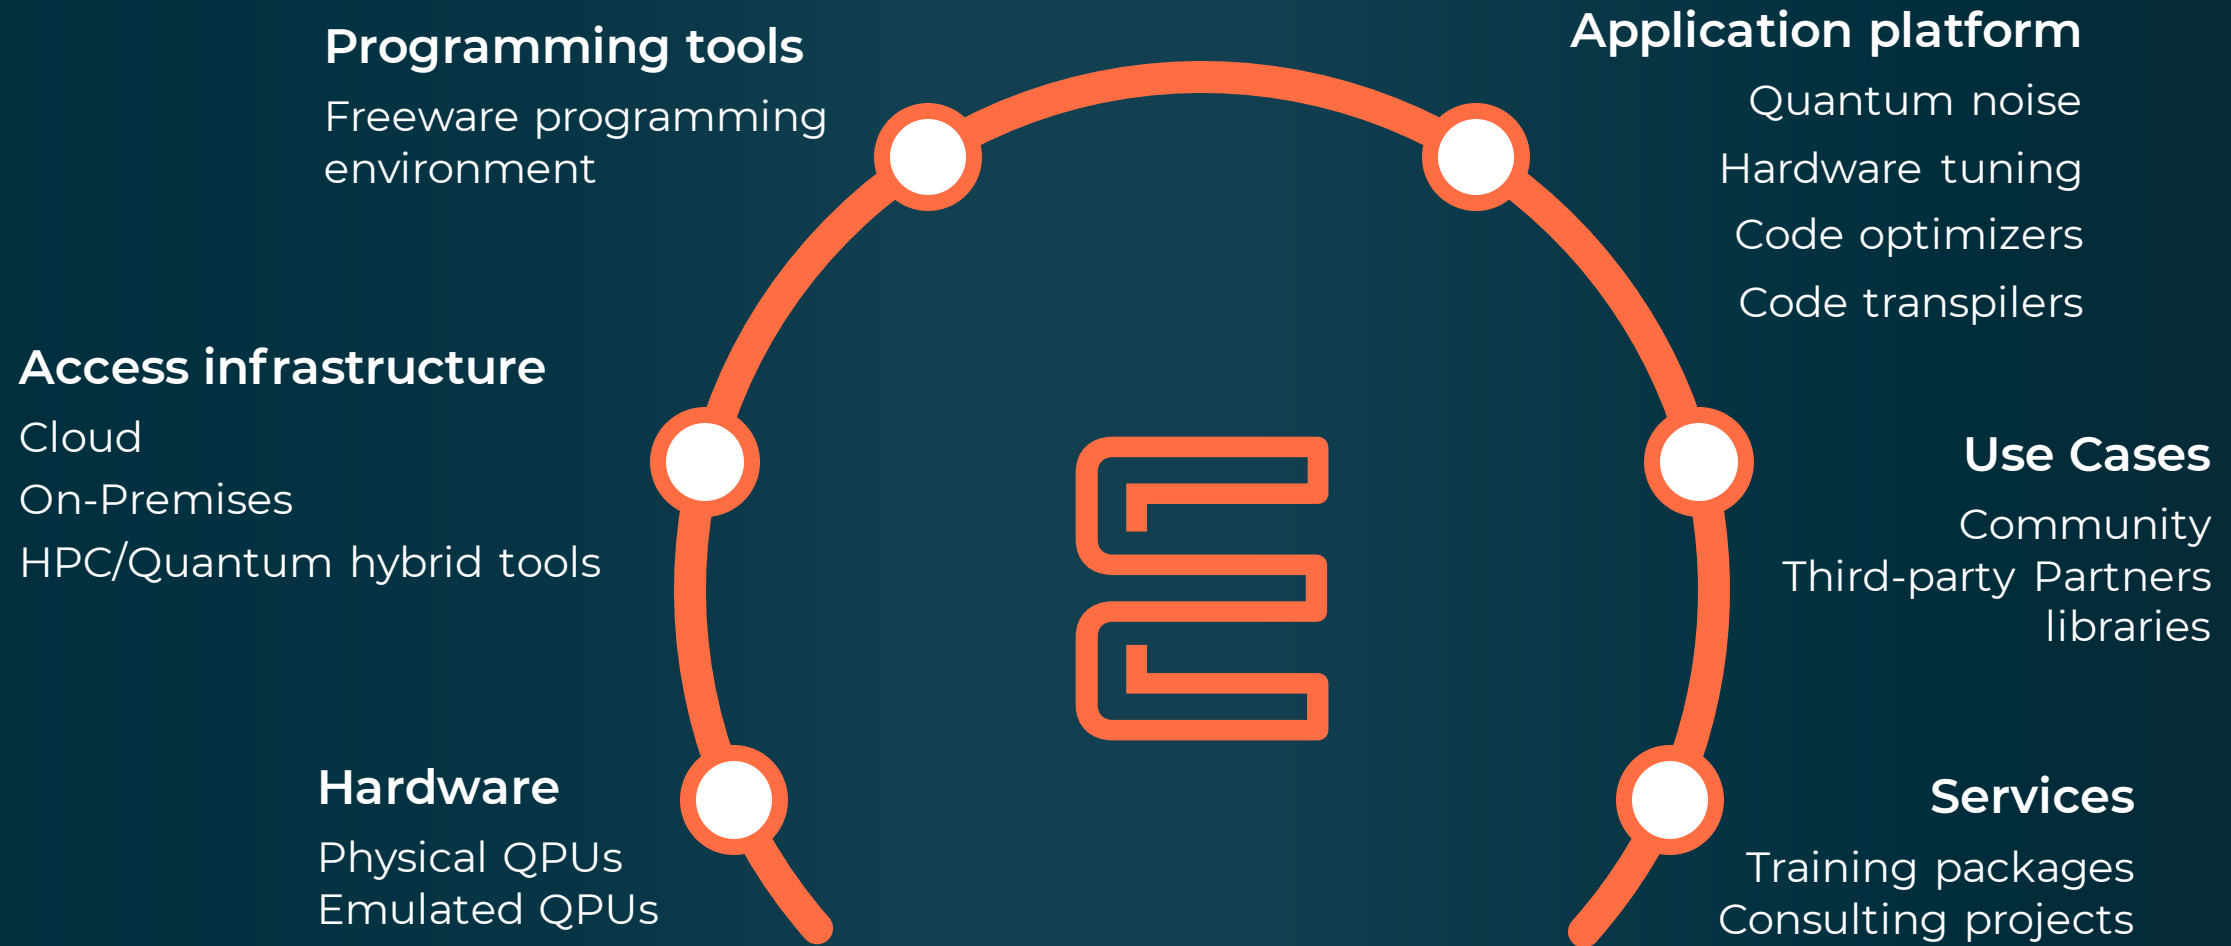 Programming tools
Freeware programming
environment
Access infrastructure
Cloud
On-Premises
HPC/Quantum hybrid tools
Hardware
Physical QPUs
Emulated QPUs
Application platform
Quantum noise
Hardware tuning
Code optimizers
Code transpilers
Use Cases
Community
Third-party Partners
libraries
Services
Training packages
Consulting projects